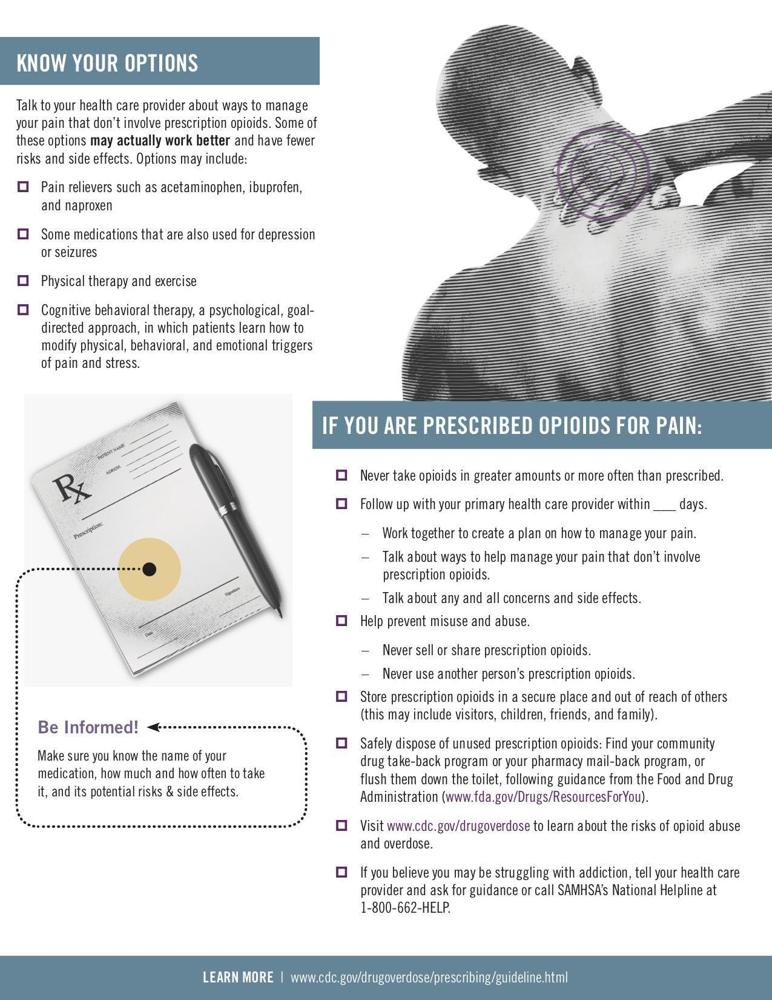 KNOW YOUR OPTIONS
Talk to your health care provider about ways to manage
your pain that don’t involve prescription opioids. Some of
these options may actually work better and have fewer
risks and side effects. Options may include:
Pain relievers such as acetaminophen, ibuprofen,
and naproxen
Some medications that are also used for depression
or seizures
Physical therapy and exercise
Cognitive behavioral therapy, a psychological, goal-
directed approach, in which patients learn how to
modify physical, behavioral, and emotional triggers
of pain and stress.
PATIENT NAME
ADRESS
Rx
Prescription:
Signature
Date
Be Informed!
Make sure you know the name of your
medication, how much and how often to take
it, and its potential risks & side effects.
IF YOU ARE PRESCRIBED OPIOIDS FOR PAIN:
Never take opioids in greater amounts or more often than prescribed.
Follow up with your primary health care provider within ___ days.
– Work together to create a plan on how to manage your pain.
– Talk about ways to help manage your pain that don’t involve
prescription opioids.
– Talk about any and all concerns and side effects.
Help prevent misuse and abuse.
– Never sell or share prescription opioids.
– Never use another person’s prescription opioids.
Store prescription opioids in a secure place and out of reach of others
(this may include visitors, children, friends, and family).
Safely dispose of unused prescription opioids: Find your community
drug take-back program or your pharmacy mail-back program, or
flush them down the toilet, following guidance from the Food and Drug
Administration (www.fda.gov/Drugs/ResourcesForYou).
Visit www.cdc.gov/drugoverdose to learn about the risks of opioid abuse
and overdose.
If you believe you may be struggling with addiction, tell your health care
provider and ask for guidance or call SAMHSA’s National Helpline at
1-800-662-HELP.
LEARN MORE | www.cdc.gov/drugoverdose/prescribing/guideline.html